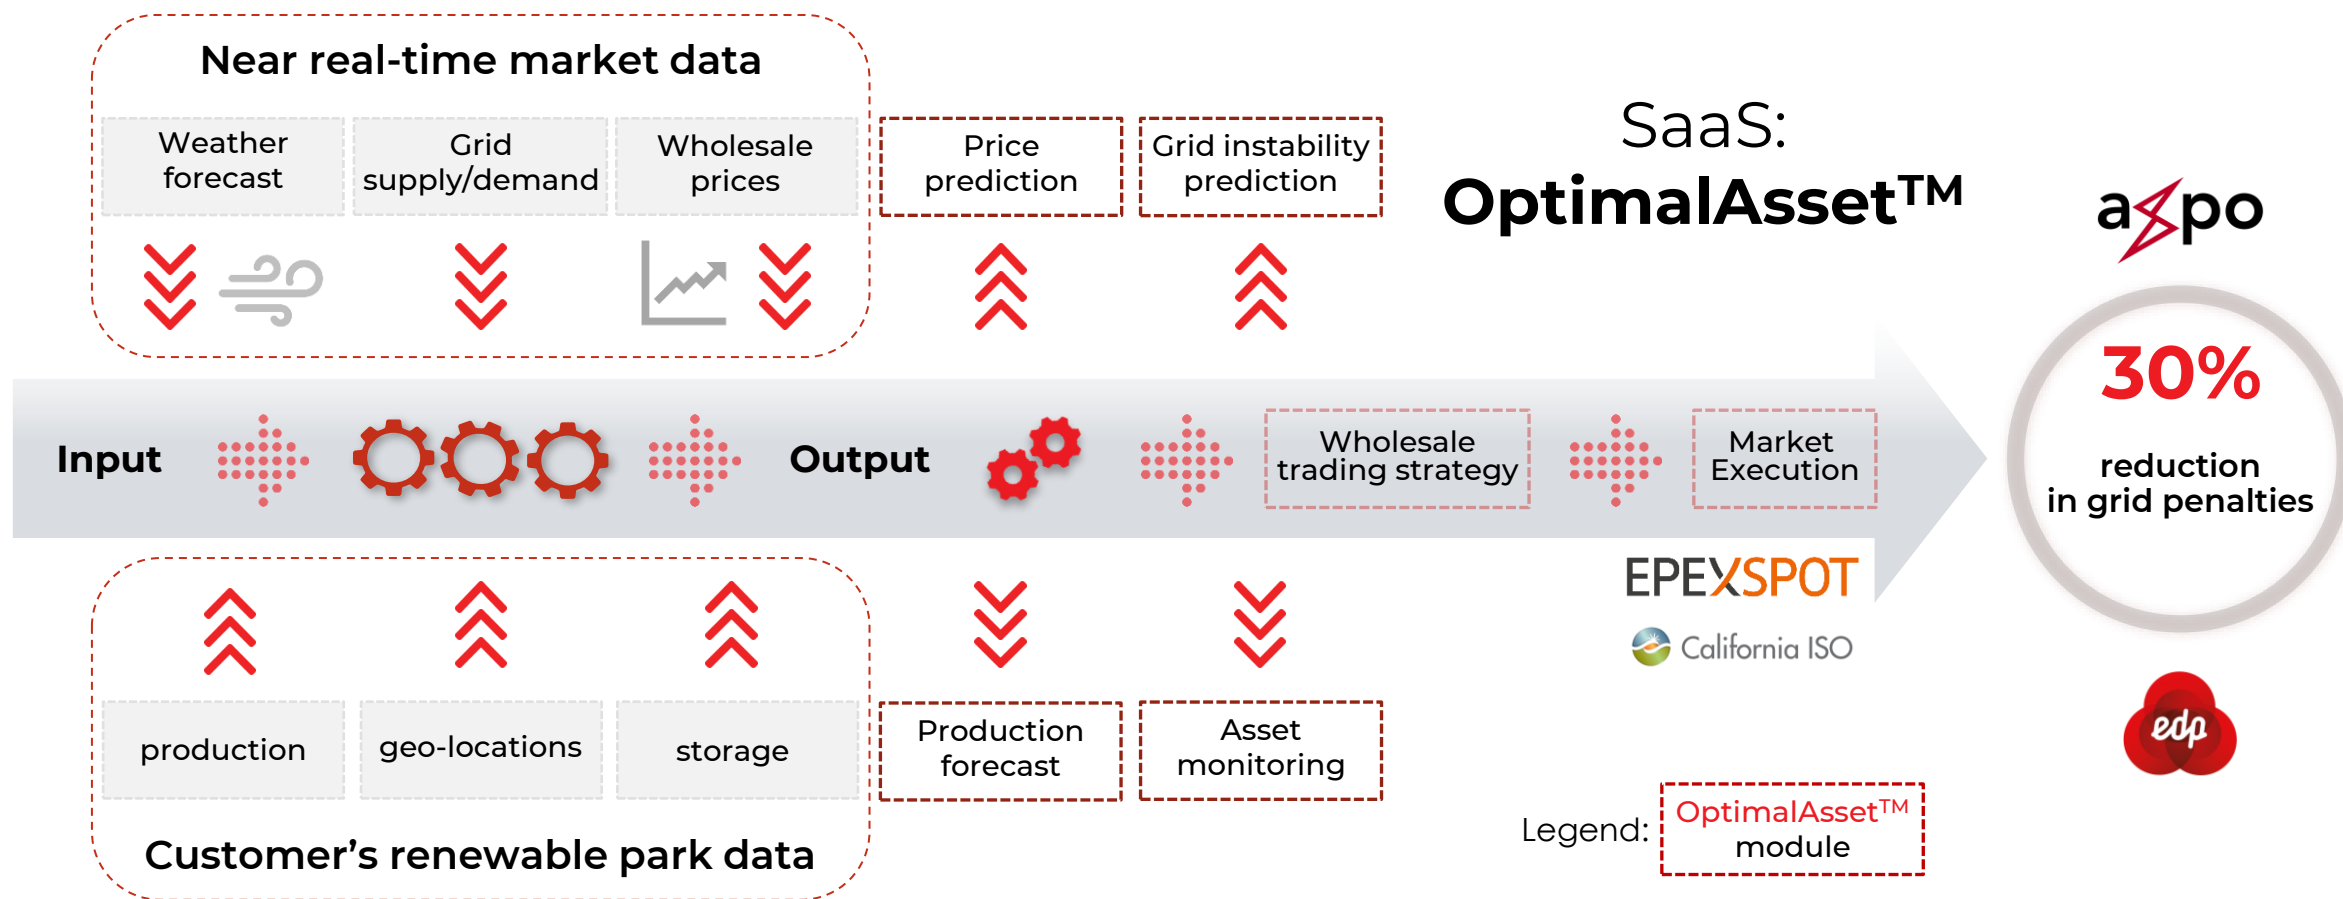 Near real-time market data
Weather
forecast
Grid
supply/demand
Wholesale
prices
Price
prediction
Grid instability
prediction
SaaS:
OptimalAsset™
axpo
Input
Output
Wholesale
trading strategy
Market
Execution
30%
reduction
in grid penalties
EPEXSPOT
California ISO
production
geo-locations
storage
Production
forecast
Asset
monitoring
edp
Customer’s renewable park data
Legend:
OptimalAsset™
module